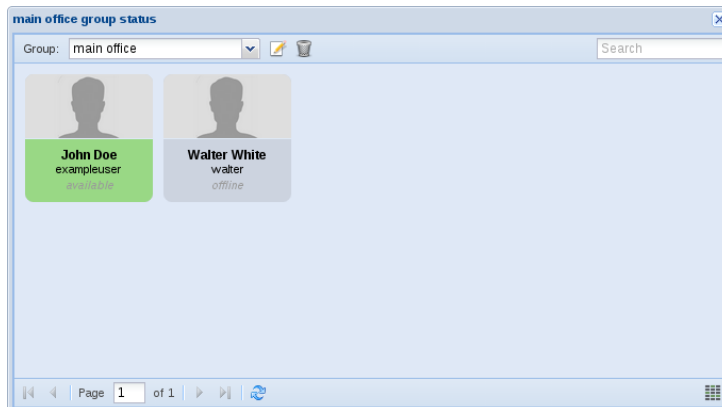 main office group status
Group: main office Search
John Doe
exampleuser
available
Walter White
walter
offline
Page 1 of 1